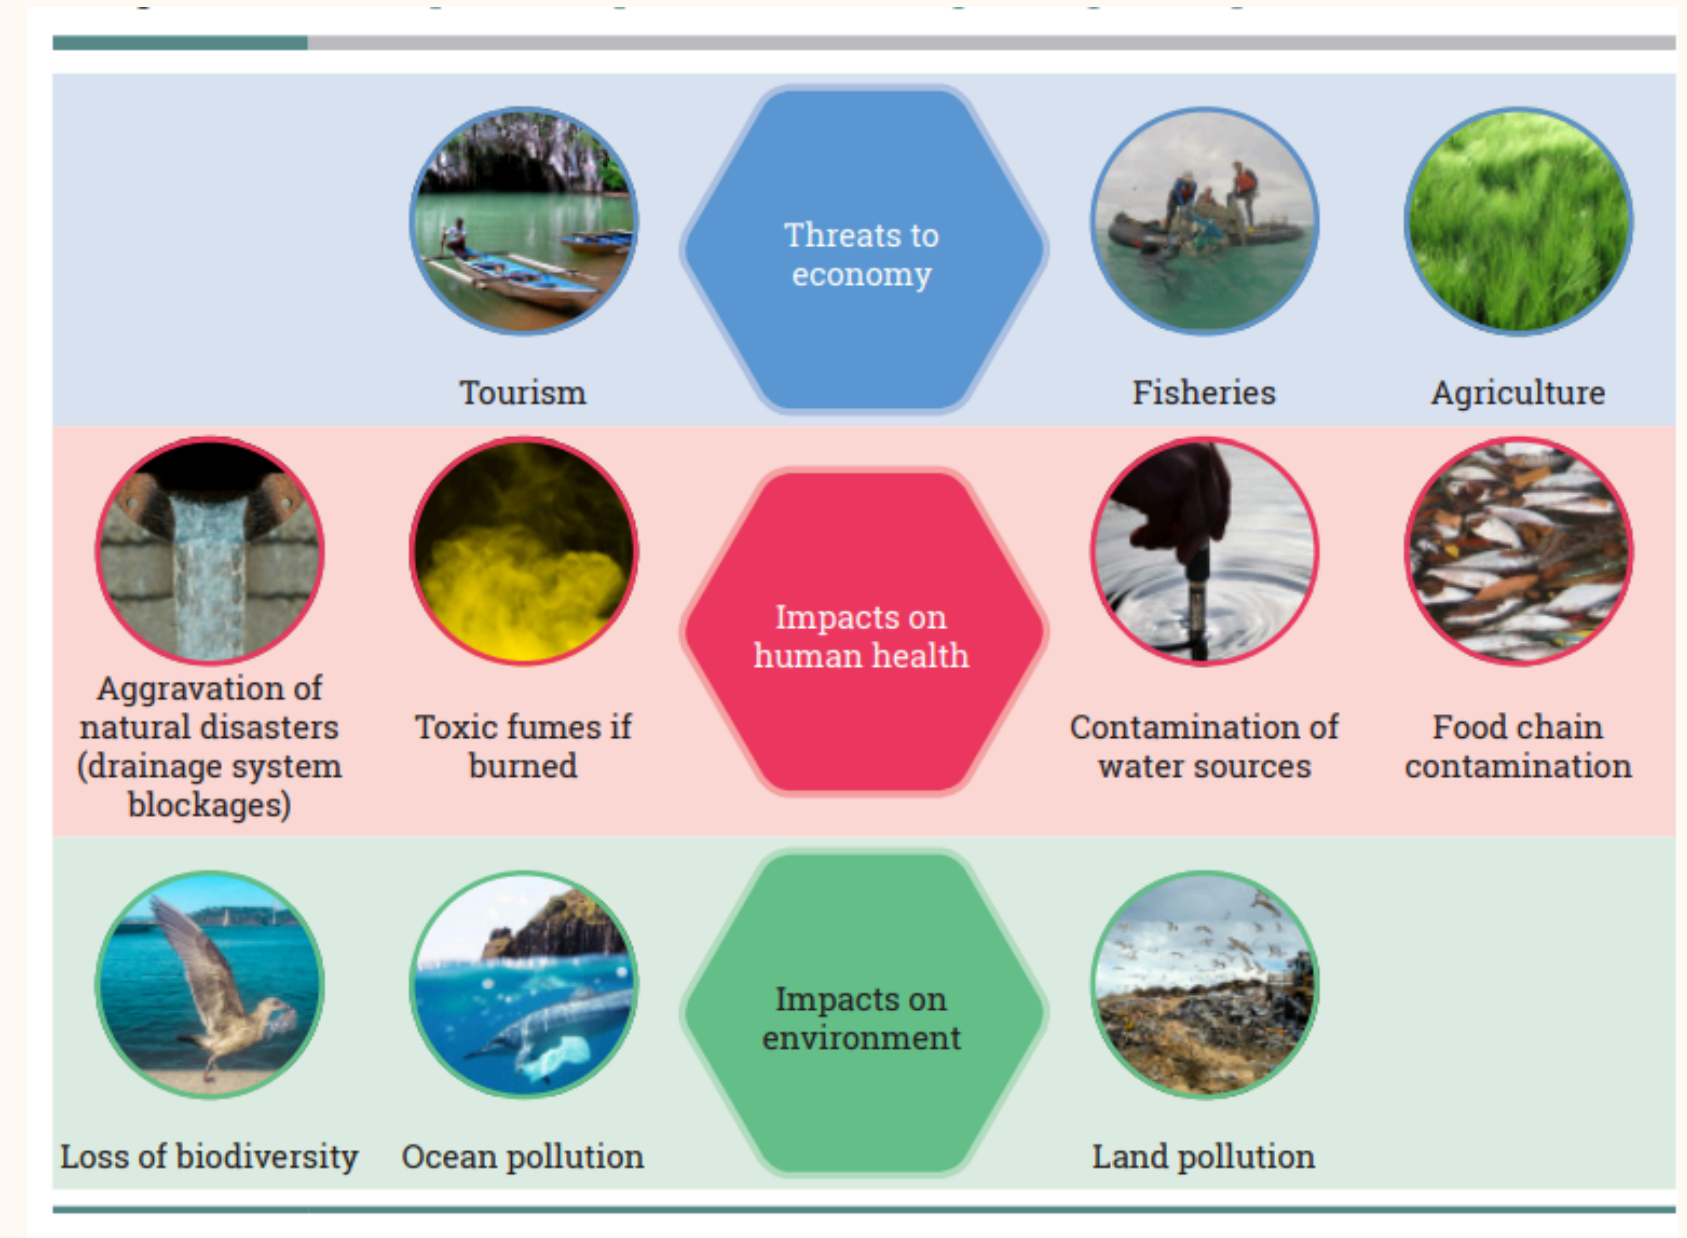 Threats to
economy
Tourism
Fisheries
Agriculture
Impacts on
human health
Aggravation of
natural disasters
(drainage system
blockages)
Toxic fumes if
burned
Contamination of
water sources
Food chain
contamination
Impacts on
environment
Loss of biodiversity
Ocean pollution
Land pollution